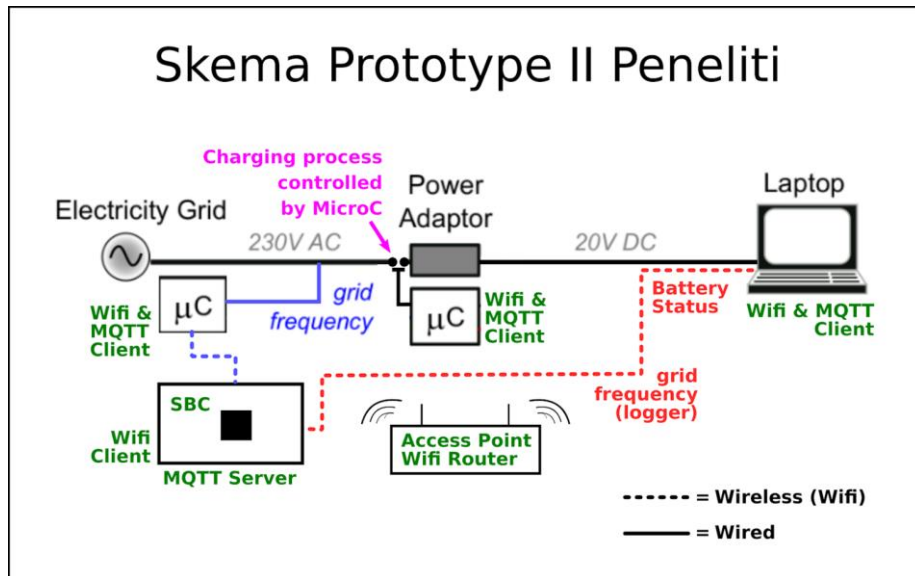 Skema Prototype II Peneliti
Charging process
controlled
by MicroC
Electricity Grid
Power
Adaptor
Laptop
230V AC
20V DC
μC
grid
frequency
Wifi &
MQTT
Client
μC
Wifi &
MQTT
Client
Battery
Status
Wifi & MQTT
Client
SBC
Wifi
Client
MQTT Server
Access Point
Wifi Router
grid
frequency
(logger)
= Wireless (Wifi)
= Wired